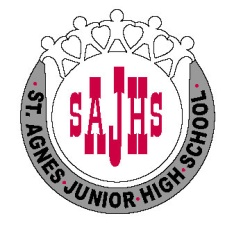 SAJHS
ST. AGNES · JUNIOR · HIGH · SCHOOL ·